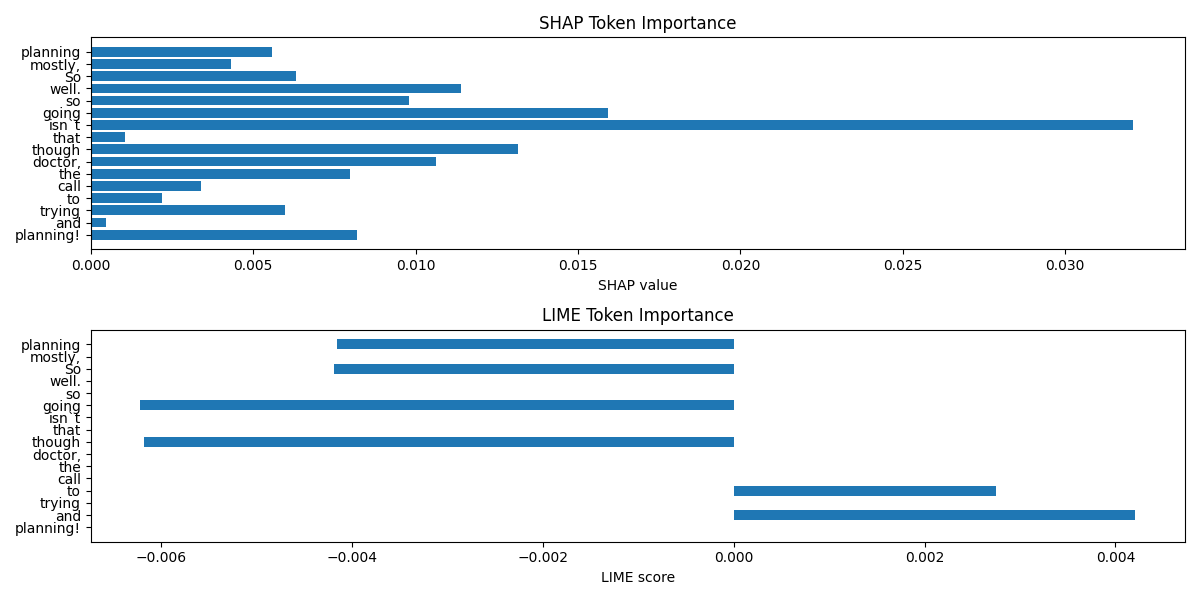 SHAP Token Importance
planning
mostly,
So
well.
so
going
isn t
that
though
doctor,
the
call
to
trying
and
planning!
0.000 0.005 0.010 0.015 0.020 0.025 0.030
SHAP value
LIME Token Importance
planning
mostly,
So
well.
so
going
isn t
that
though
doctor,
the
call
to
trying
and
planning!
−0.006 −0.004 −0.002 0.000 0.002 0.004
LIME score